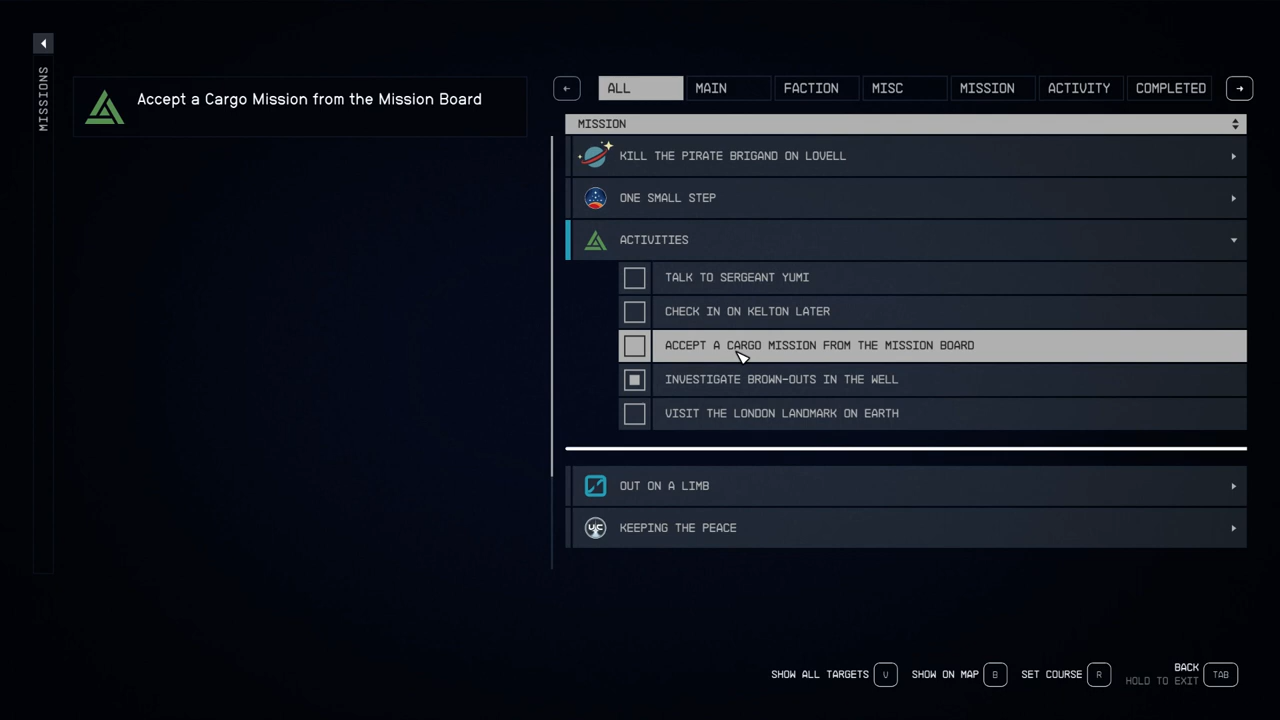 MISSIONS
Accept a Cargo Mission from the Mission Board
ALL
MAIN
FACTION
MISC
MISSION
ACTIVITY
COMPLETED
MISSION
KILL THE PIRATE BRIGAND ON LOVELL
ONE SMALL STEP
ACTIVITIES
TALK TO SERGEANT YUMI
CHECK IN ON KELTON LATER
ACCEPT A CARGO MISSION FROM THE MISSION BOARD
INVESTIGATE BROWN-OUTS IN THE WELL
VISIT THE LONDON LANDMARK ON EARTH
OUT ON A LIMB
UC
KEEPING THE PEACE
SHOW ALL TARGETS V
SHOW ON MAP B
SET COURSE R
BACK
HOLD TO EXIT
TAB